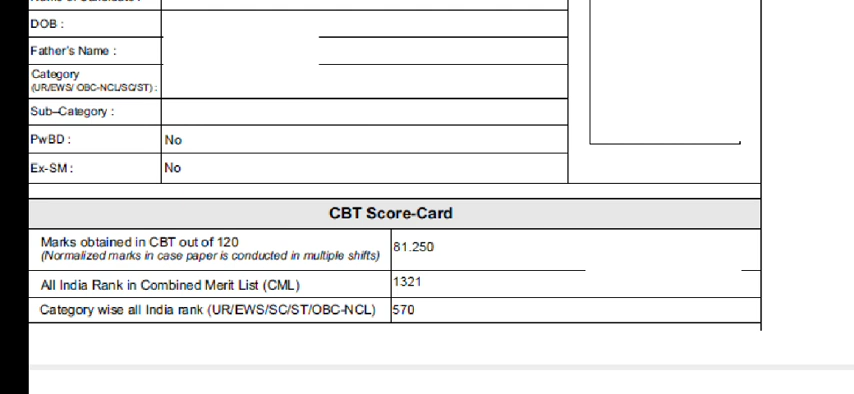 DOB :
Father's Name :
Category
(UR/EWS/ OBC-NCL/SC/ST) :
Sub–Category :
PwBD : No
Ex-SM : No
CBT Score-Card
Marks obtained in CBT out of 120 81.250
(Normalized marks in case paper is conducted in multiple shifts)
All India Rank in Combined Merit List (CML) 1321
Category wise all India rank (UR/EWS/SC/ST/OBC-NCL) 570